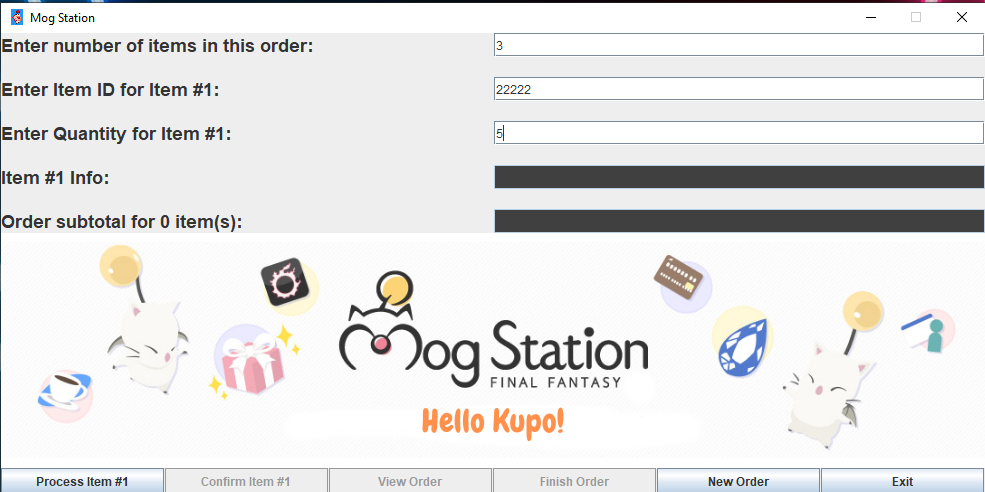 Mog Station
Enter number of items in this order: 3
Enter Item ID for Item #1: 22222
Enter Quantity for Item #1: 5
Item #1 Info:
Order subtotal for 0 item(s):
Mog Station
FINAL FANTASY
Hello Kupo!
Process Item #1 Confirm Item #1 View Order Finish Order New Order Exit